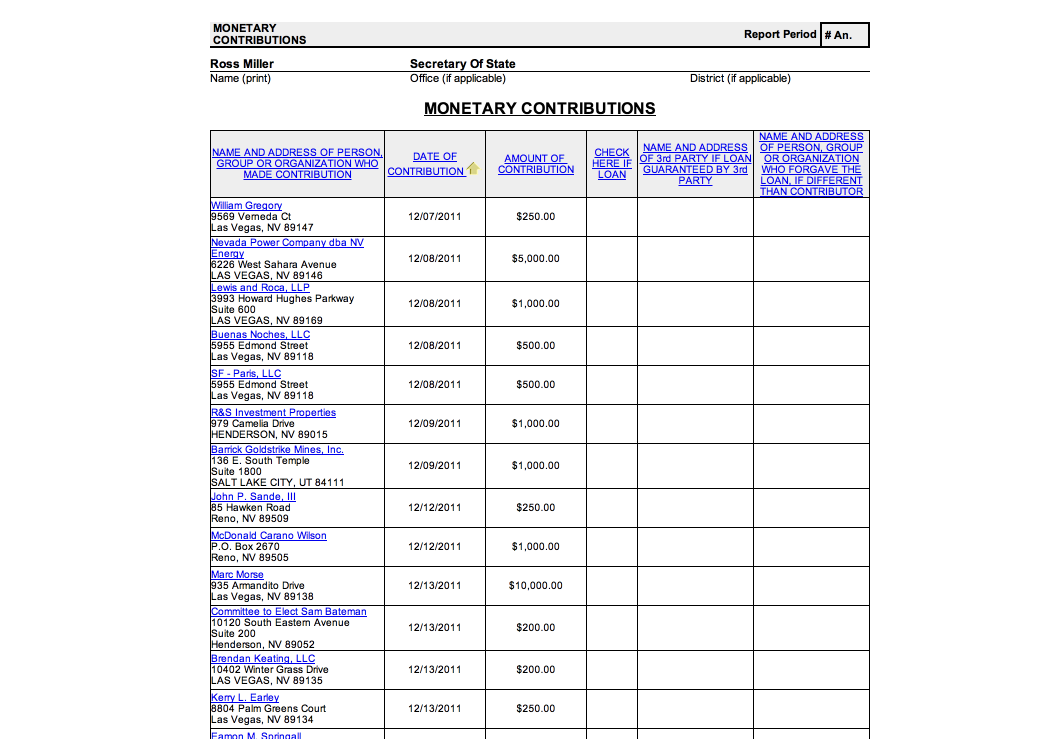 MONETARY
CONTRIBUTIONS
Report Period # An.
Ross Miller Secretary Of State
Name (print) Office (if applicable) District (if applicable)
MONETARY CONTRIBUTIONS
NAME AND ADDRESS OF PERSON,
GROUP OR ORGANIZATION WHO
MADE CONTRIBUTION
DATE OF
CONTRIBUTION
AMOUNT OF
CONTRIBUTION
CHECK
HERE IF
LOAN
NAME AND ADDRESS
OF 3rd PARTY IF LOAN
GUARANTEED BY 3rd
PARTY
NAME AND ADDRESS
OF PERSON, GROUP
OR ORGANIZATION
WHO FORGAVE THE
LOAN, IF DIFFERENT
THAN CONTRIBUTOR
William Gregory
9569 Verneda Ct
Las Vegas, NV 89147
12/07/2011 $250.00
Nevada Power Company dba NV
Energy
6226 West Sahara Avenue
LAS VEGAS, NV 89146
12/08/2011 $5,000.00
Lewis and Roca, LLP
3993 Howard Hughes Parkway
Suite 600
LAS VEGAS, NV 89169
12/08/2011 $1,000.00
Buenas Noches, LLC
5955 Edmond Street
Las Vegas, NV 89118
12/08/2011 $500.00
SF - Paris, LLC
5955 Edmond Street
Las Vegas, NV 89118
12/08/2011 $500.00
R&S Investment Properties
979 Camelia Drive
HENDERSON, NV 89015
12/09/2011 $1,000.00
Barrick Goldstrike Mines, Inc.
136 E. South Temple
Suite 1800
SALT LAKE CITY, UT 84111
12/09/2011 $1,000.00
John P. Sande, III
85 Hawken Road
Reno, NV 89509
12/12/2011 $250.00
McDonald Carano Wilson
P.O. Box 2670
Reno, NV 89505
12/12/2011 $1,000.00
Marc Morse
935 Armandito Drive
Las Vegas, NV 89138
12/13/2011 $10,000.00
Committee to Elect Sam Bateman
10120 South Eastern Avenue
Suite 200
Henderson, NV 89052
12/13/2011 $200.00
Brendan Keating, LLC
10402 Winter Grass Drive
LAS VEGAS, NV 89135
12/13/2011 $200.00
Kerry L. Earley
8804 Palm Greens Court
Las Vegas, NV 89134
12/13/2011 $250.00
Eamon M. Springall